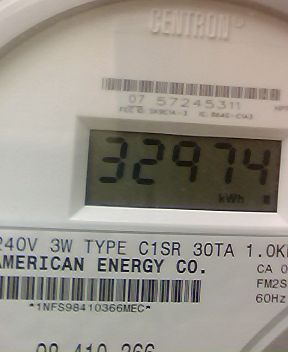 CENTRON
07 57245311
32974
kWh
240V 3W TYPE C1SR 30TA 1.0K
AMERICAN ENERGY CO.
CA 0
FM2S
60Hz
*1NFS98410366MEC*